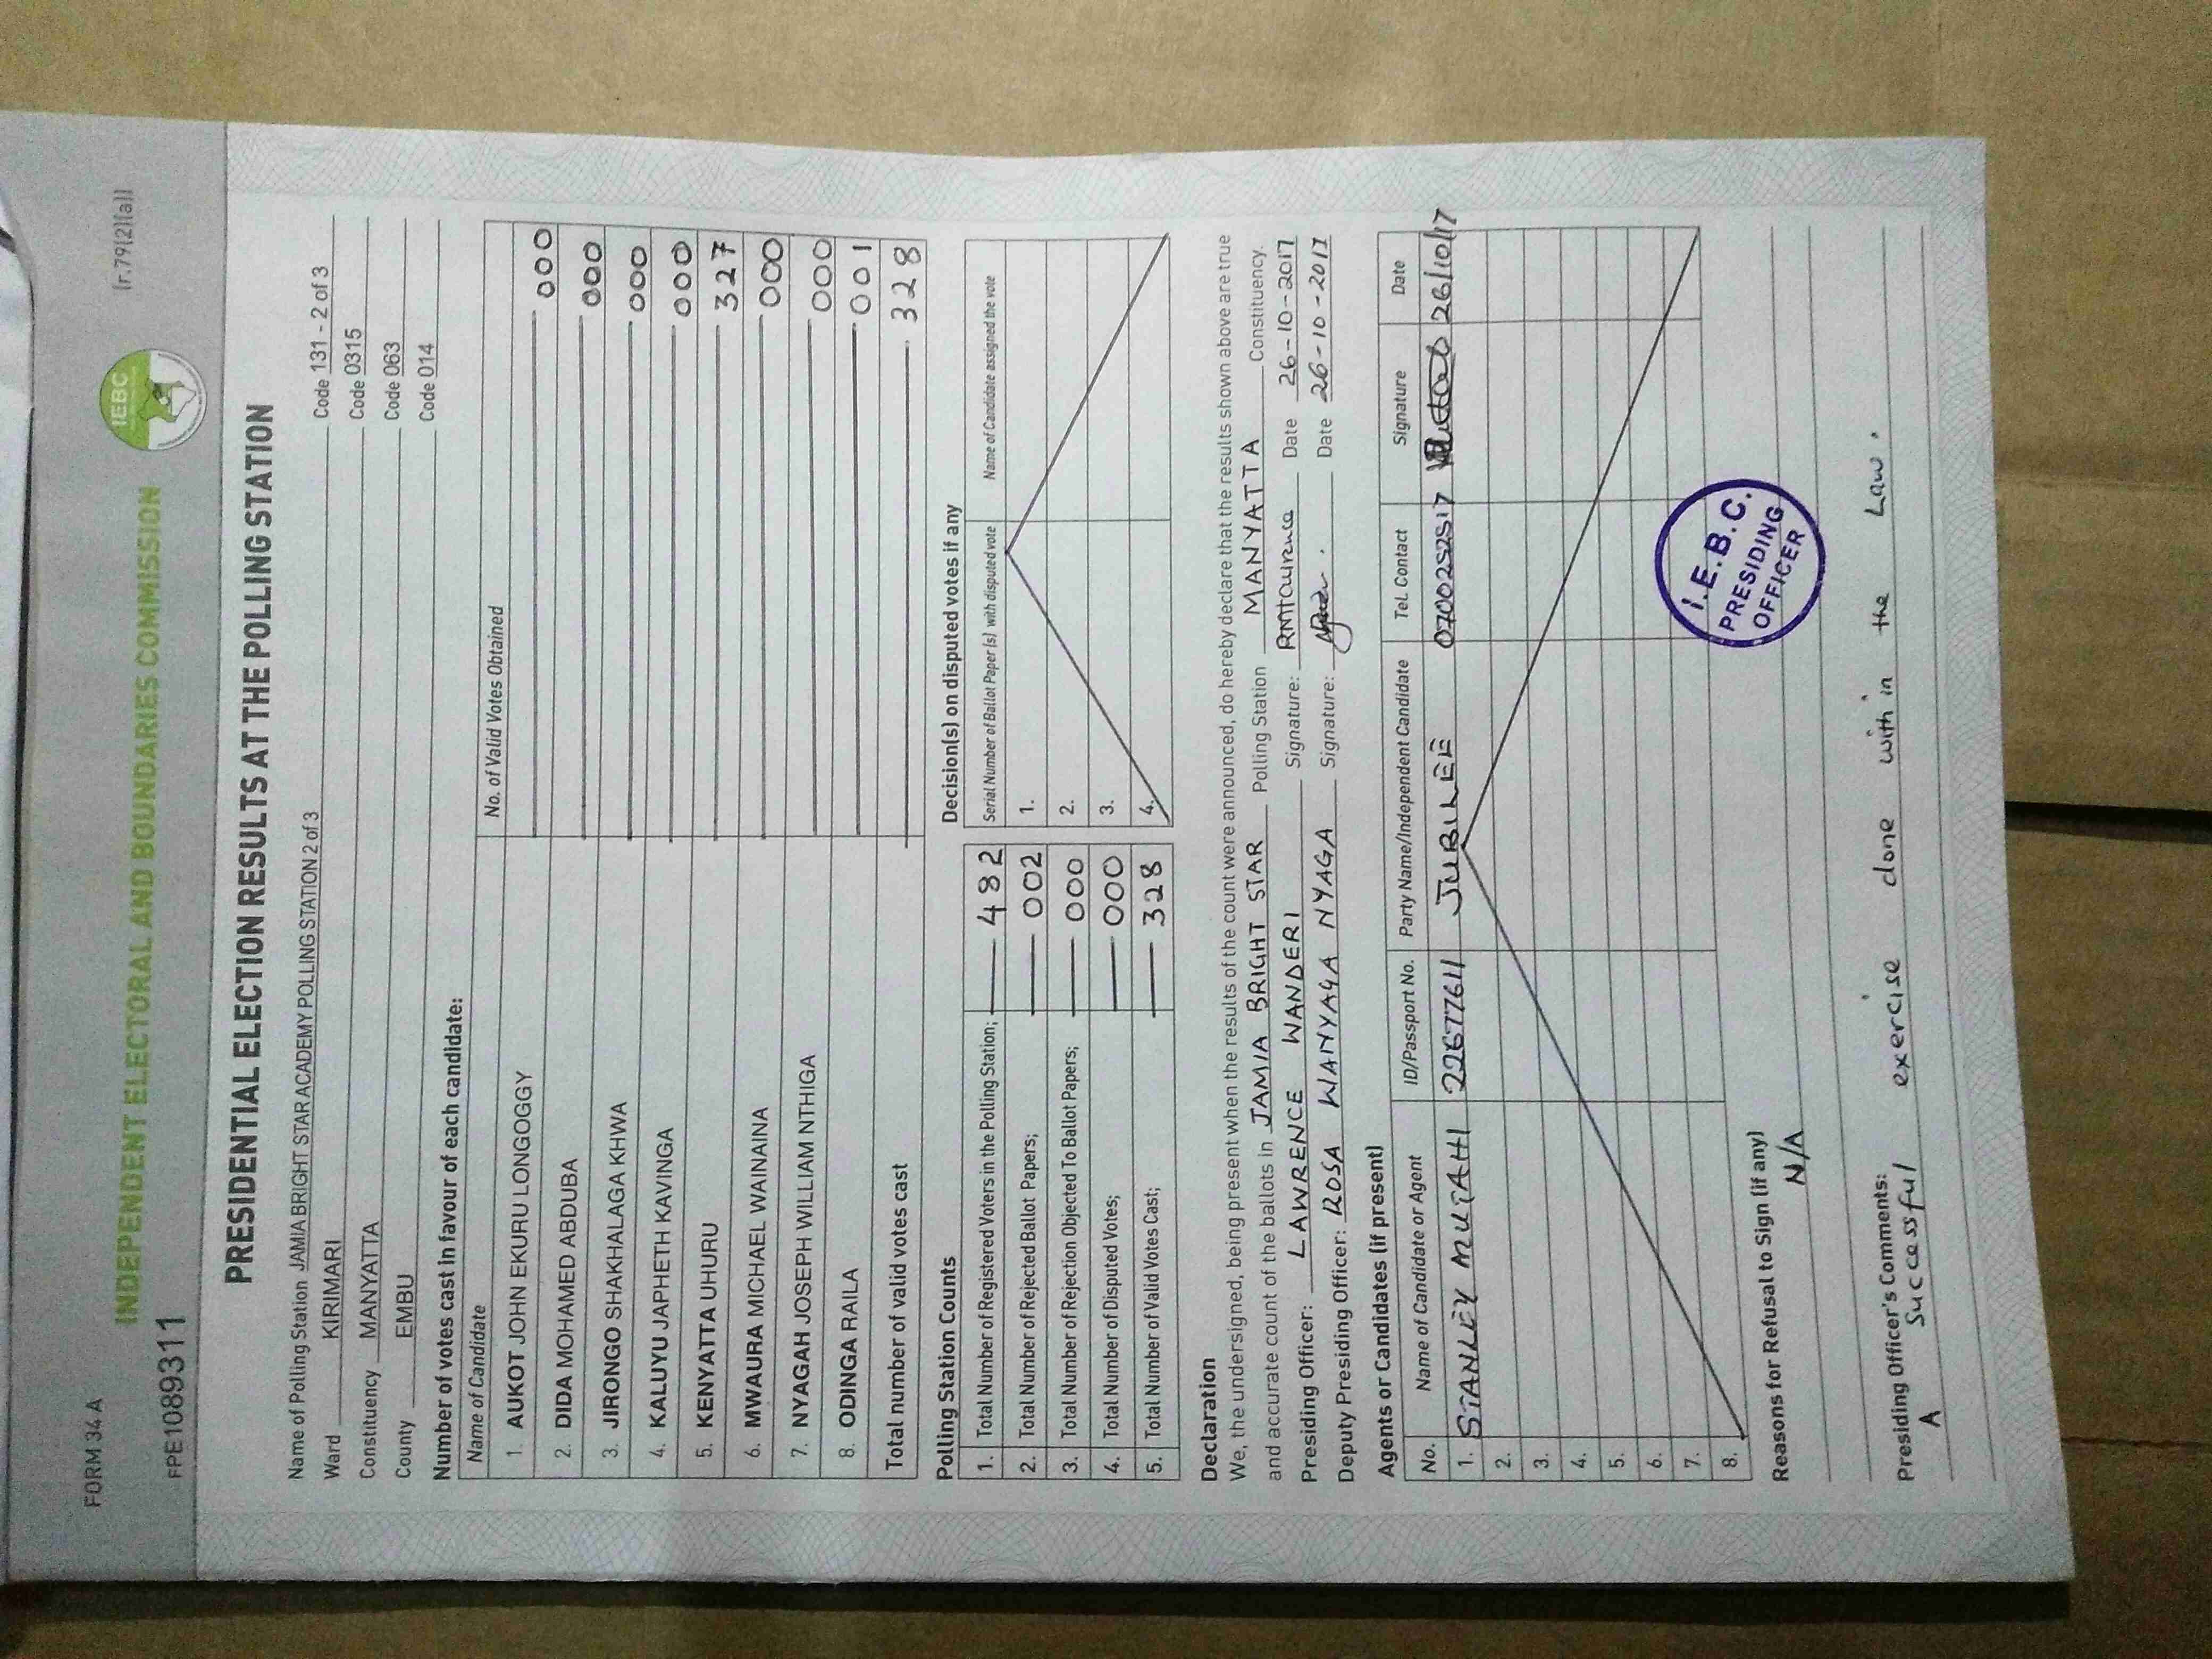 FORM 34 A
(r.79(2)(a))
IEBC
INDEPENDENT ELECTORAL AND BOUNDARIES COMMISSION
FPE1089311
PRESIDENTIAL ELECTION RESULTS AT THE POLLING STATION
Name of Polling Station JAMIA BRIGHT STAR ACADEMY POLLING STATION 2 of 3 Code 131 - 2 of 3
Ward KIRIMARI Code 0315
Constituency MANYATTA Code 063
County EMBU Code 014
Number of votes cast in favour of each candidate:
Name of Candidate No. of Valid Votes Obtained
1. AUKOT JOHN EKURU LONGOGGY 000
2. DIDA MOHAMED ABDUBA 000
3. JIRONGO SHAKHALAGA KHWA 000
4. KALUYU JAPHETH KAVINGA 000
5. KENYATTA UHURU 327
6. MWAURA MICHAEL WAINAINA 000
7. NYAGAH JOSEPH WILLIAM NTHIGA 000
8. ODINGA RAILA 001
Total number of valid votes cast 328
Polling Station Counts
1. Total Number of Registered Voters in the Polling Station; 482
2. Total Number of Rejected Ballot Papers; 002
3. Total Number of Rejection Objected To Ballot Papers; 000
4. Total Number of Disputed Votes; 000
5. Total Number of Valid Votes Cast; 328
Decision(s) on disputed votes if any
Serial Number of Ballot Paper (s) with disputed vote Name of Candidate assigned the vote
1.
2.
3.
4.
Declaration
We, the undersigned, being present when the results of the count were announced, do hereby declare that the results shown above are true
and accurate count of the ballots in JAMIA BRIGHT STAR Polling Station MANYATTA Constituency.
Presiding Officer: LAWRENCE WANDERI Signature: Date 26-10-2017
Deputy Presiding Officer: ROSA WANYAGA NYAGA Signature: Date 26-10-2017
Agents or Candidates (if present)
No. Name of Candidate or Agent ID/Passport No. Party Name/Independent Candidate Tel. Contact Signature Date
1. STANLEY MUTAHI 22677611 JUBILEE 0700252517 26/10/17
2.
3.
4.
5.
6.
7.
8.
I.E.B.C.
PRESIDING
OFFICER
Reasons for Refusal to Sign (if any)
N/A
Presiding Officer's Comments:
A Successful exercise done with in the Law.